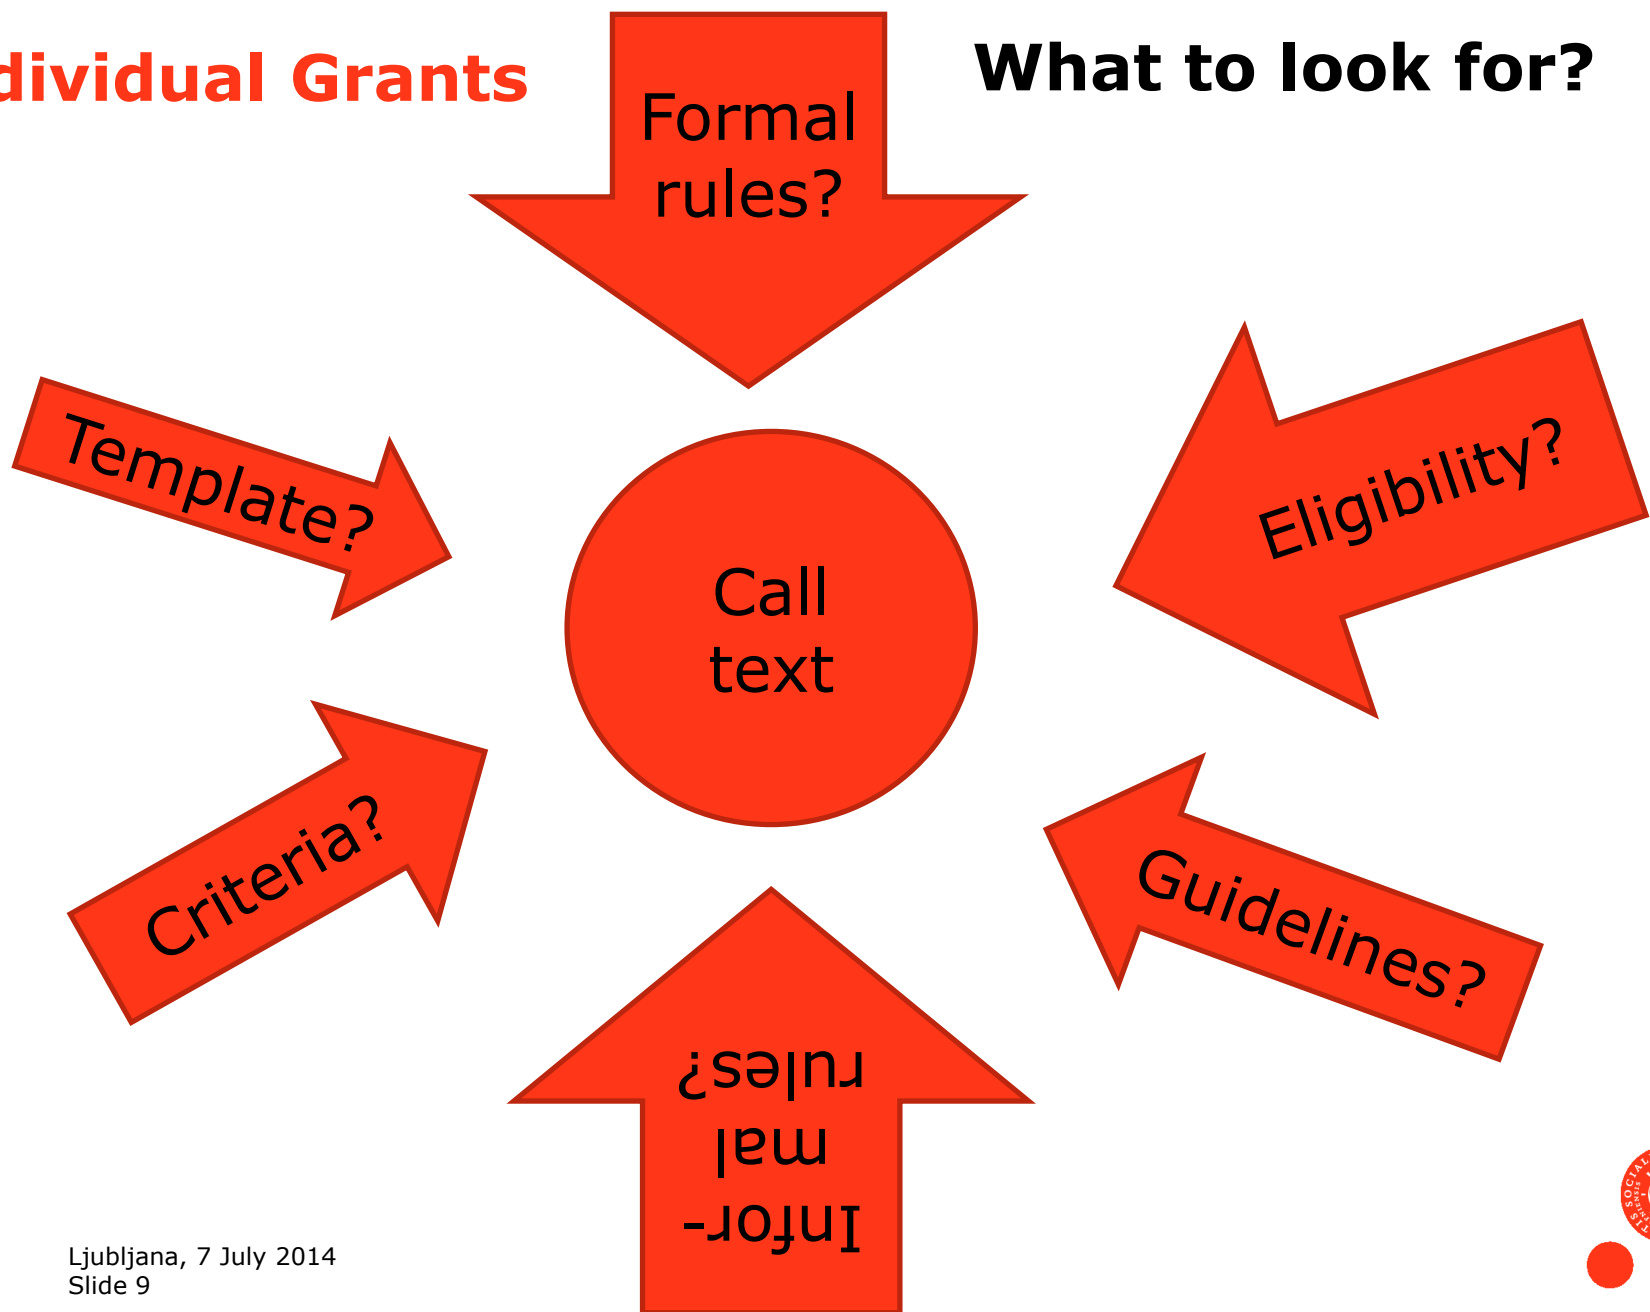 dividual Grants
What to look for?
Formal
rules?
Template?
Eligibility?
Call
text
Criteria?
Guidelines?
Infor-
mal
rules?
Ljubljana, 7 July 2014
Slide 9